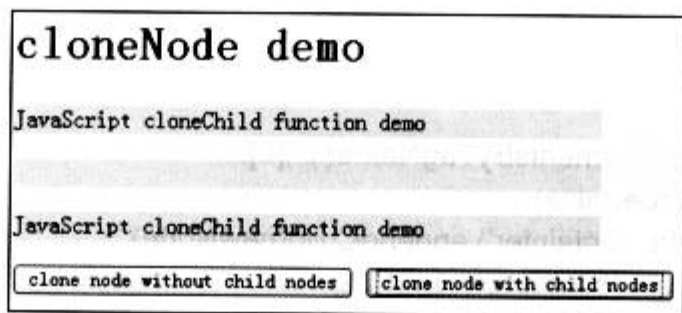 cloneNode demo
JavaScript cloneChild function demo
JavaScript cloneChild function demo
clone node without child nodes clone node with child nodes